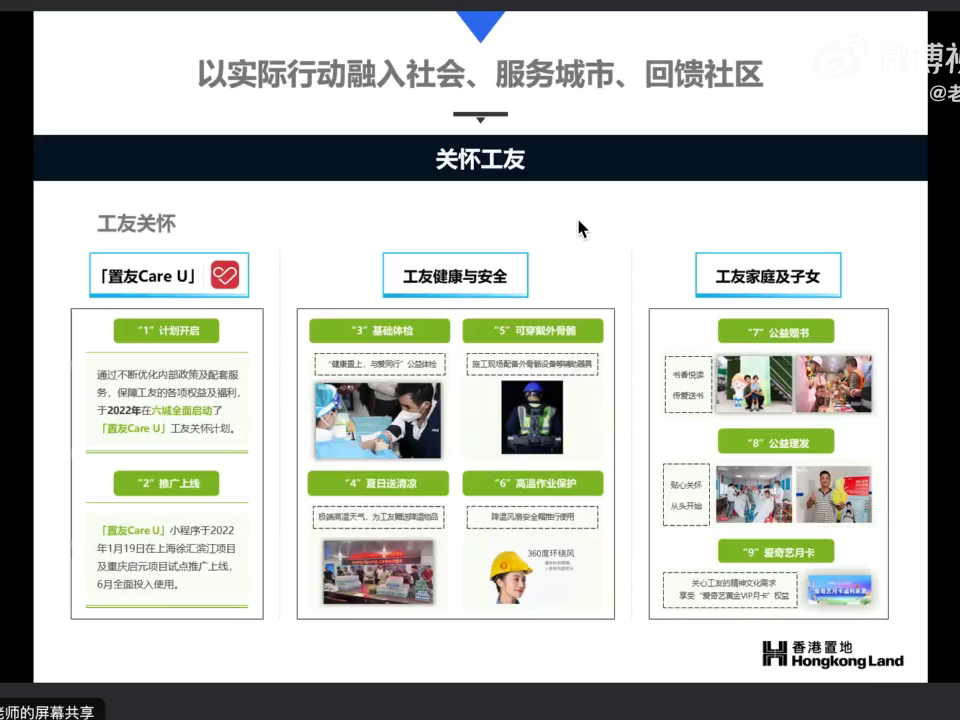 以实际行动融入社会、服务城市、回馈社区
微博视
@老
关怀工友
工友关怀
「置友Care U」
“1” 计划开启
通过不断优化内部政策及配套服
务，保障工友的各项权益及福利，
于2022年在六城全面启动了
「置友Care U」工友关怀计划。
“2” 推广上线
「置友Care U」小程序于2022
年1月19日在上海徐汇滨江项目
及重庆启元项目试点推广上线，
6月全面投入使用。
工友健康与安全
“3” 基础体检
“健康置上，与爱同行”公益体检
“5” 可穿戴外骨骼
施工现场配备外骨骼设备等辅助器具
“4” 夏日送清凉
极端高温天气，为工友赠送降温物品
“6” 高温作业保护
降温风扇安全帽推行使用
360度环绕风
工友家庭及子女
“7” 公益赠书
书香悦读
传爱送书
“8” 公益理发
贴心关怀
从头开始
“9” 爱奇艺月卡
关心工友的精神文化需求
享受“爱奇艺黄金VIP月卡”权益
爱奇艺月卡福利来袭
香港置地
Hongkong Land
老师的屏幕共享